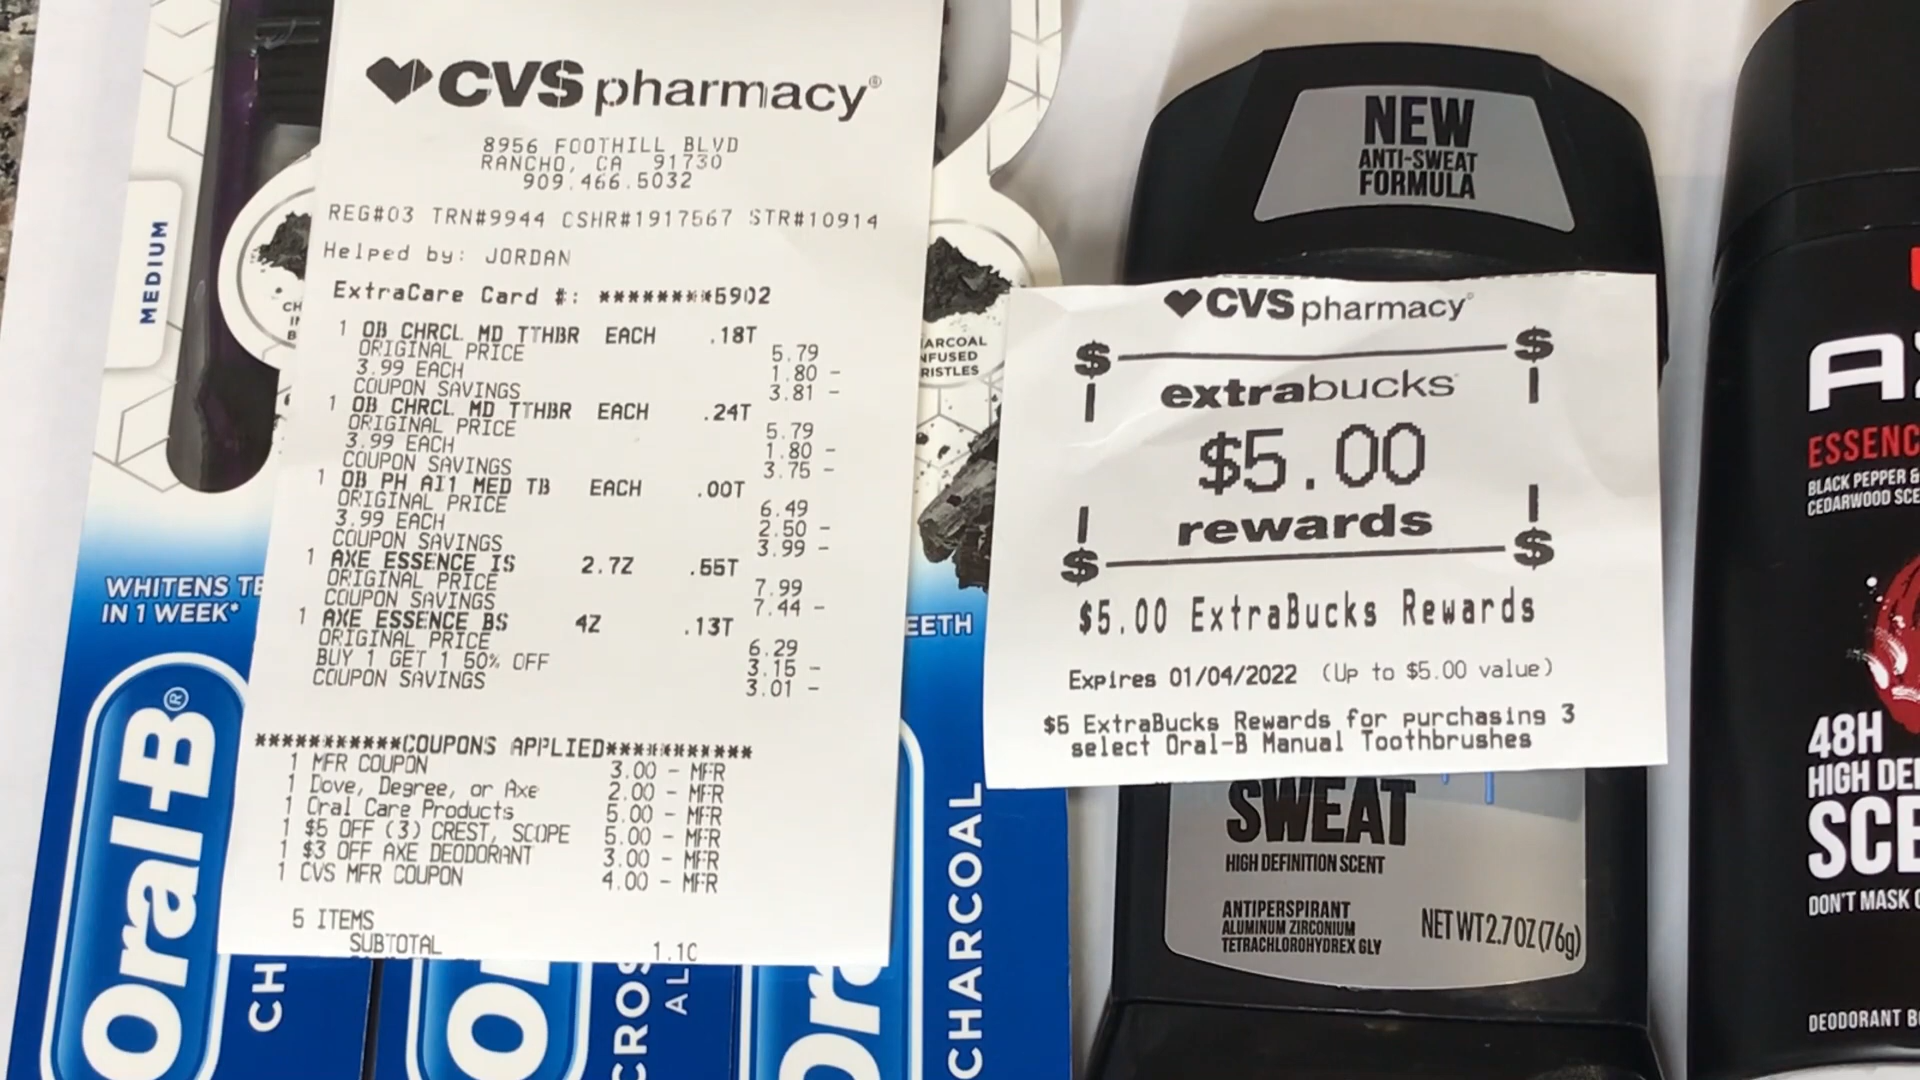 CVS pharmacy®
8956 FOOTHILL BLVD
RANCHO, CA 91730
909.466.5032
REG#03 TRN#9944 CSHR#1917567 STR#10914
Helped by: JORDAN
ExtraCare Card #: ********5902
1 OB CHRCL MD TTHBR EACH .18T
ORIGINAL PRICE 5.79
3.99 EACH 1.80 -
COUPON SAVINGS 3.81 -
1 OB CHRCL MD TTHBR EACH .24T
ORIGINAL PRICE 5.79
3.99 EACH 1.80 -
COUPON SAVINGS 3.75 -
1 OB PH AI1 MED TB EACH .00T
ORIGINAL PRICE 6.49
3.99 EACH 2.50 -
COUPON SAVINGS 3.99 -
1 AXE ESSENCE IS 2.7Z .55T
ORIGINAL PRICE 7.99
COUPON SAVINGS 7.44 -
1 AXE ESSENCE BS 4Z .13T
ORIGINAL PRICE 6.29
BUY 1 GET 1 50% OFF 3.15 -
COUPON SAVINGS 3.01 -
***********COUPONS APPLIED***********
1 MFR COUPON 3.00 - MFR
1 Dove, Degree, or Axe 2.00 - MFR
1 Oral Care Products 5.00 - MFR
1 $5 OFF (3) CREST, SCOPE 5.00 - MFR
1 $3 OFF AXE DEODORANT 3.00 - MFR
1 CVS MFR COUPON 4.00 - MFR
5 ITEMS
SUBTOTAL 1.10
MEDIUM
WHITENS TE
IN 1 WEEK*
Oral-B®
CH
CROS
AL
CHARCOAL
ARCOAL
NFUSED
RISTLES
EETH
NEW
ANTI-SWEAT
FORMULA
CVS pharmacy®
$ $
extrabucks®
$5.00
rewards
$ $
$5.00 ExtraBucks Rewards
Expires 01/04/2022 (Up to $5.00 value)
$5 ExtraBucks Rewards for purchasing 3
select Oral-B Manual Toothbrushes
SWEAT
HIGH DEFINITION SCENT
ANTIPERSPIRANT
ALUMINUM ZIRCONIUM
TETRACHLOROHYDREX GLY
NET WT 2.7 OZ (76g)
AX
ESSENC
BLACK PEPPER &
CEDARWOOD SCE
48H
HIGH DEF
SCE
DON'T MASK
DEODORANT B